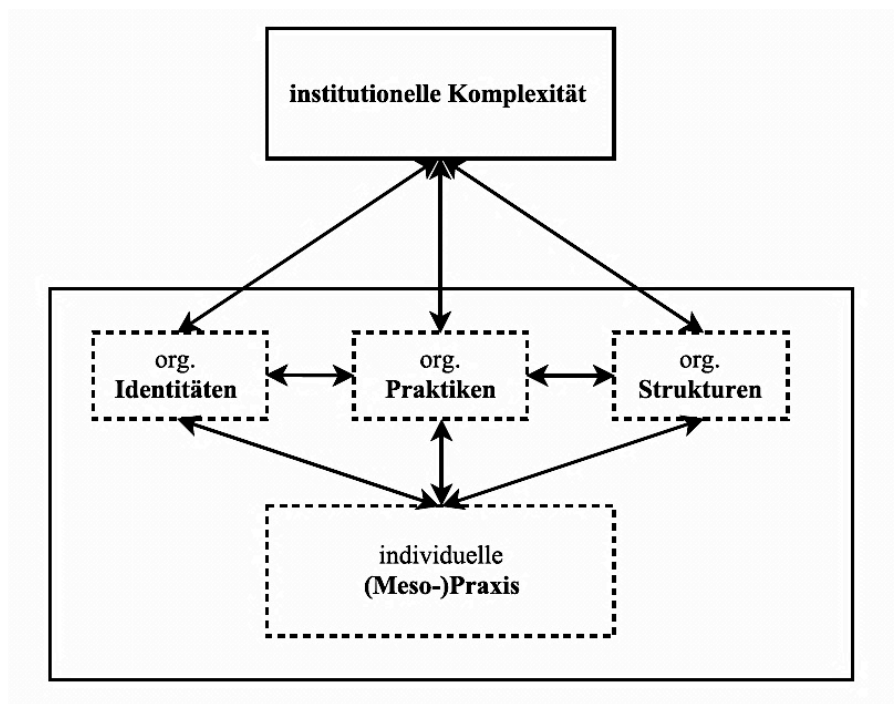 institutionelle Komplexität
org.
Identitäten
org.
Praktiken
org.
Strukturen
individuelle
(Meso-)Praxis